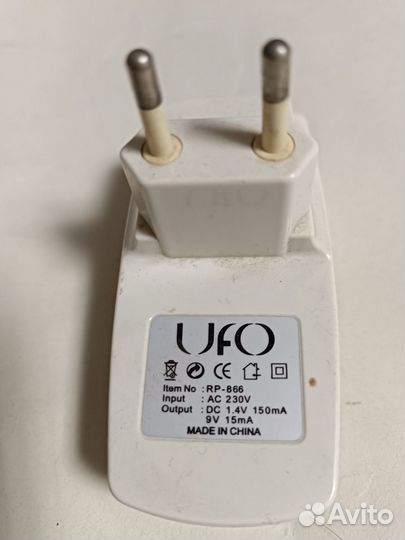 UFO
Item No : RP-866
Input : AC 230V
Output : DC 1.4V 150mA
9V 15mA
MADE IN CHINA
Avito